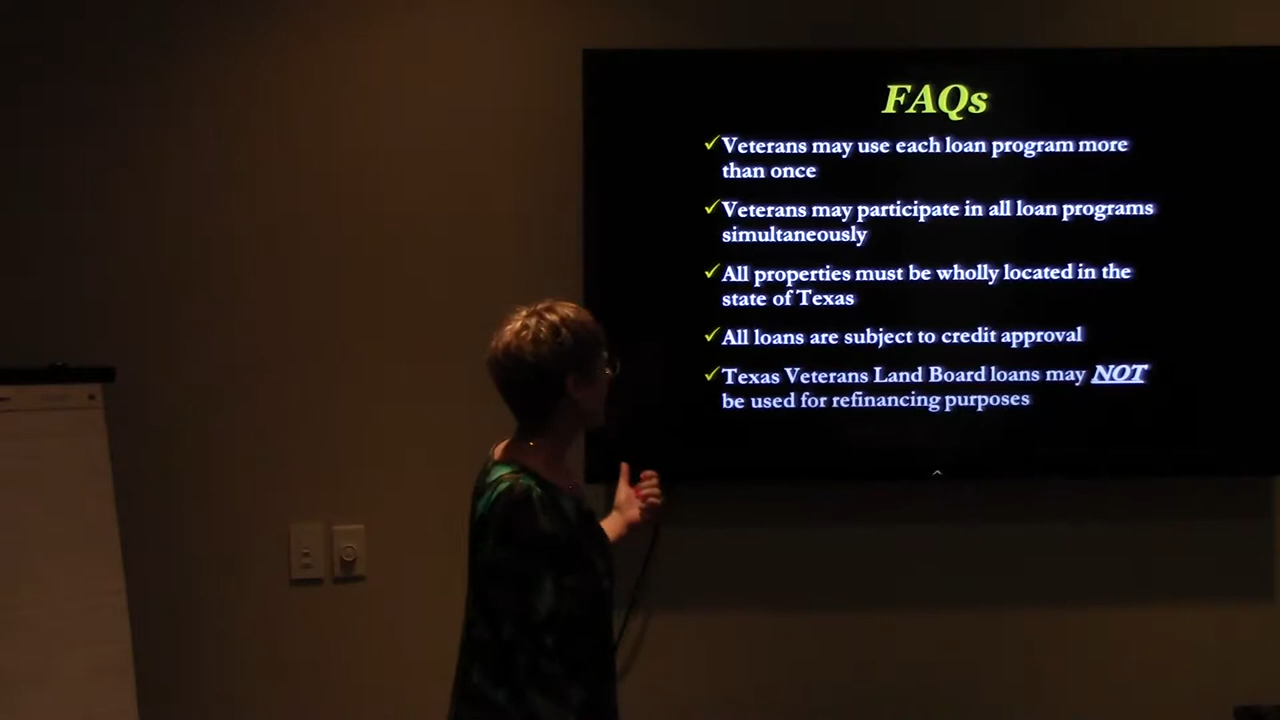 FAQs
✓Veterans may use each loan program more
than once
✓Veterans may participate in all loan programs
simultaneously
✓All properties must be wholly located in the
state of Texas
✓All loans are subject to credit approval
✓Texas Veterans Land Board loans may NOT
be used for refinancing purposes